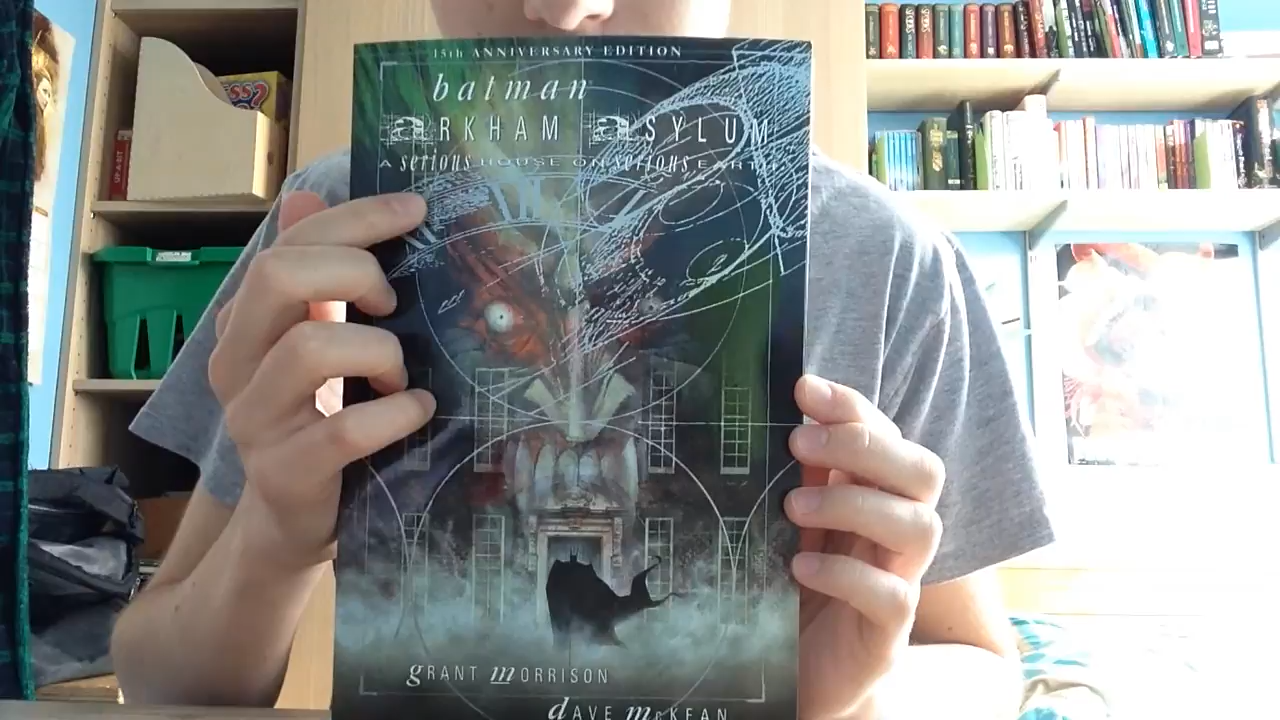 15th ANNIVERSARY EDITION
batman
aRKHAM aSYLUM
A serious HOUSE ON serious EARTH
gRANT mORRISON
dAVE mcKEAN